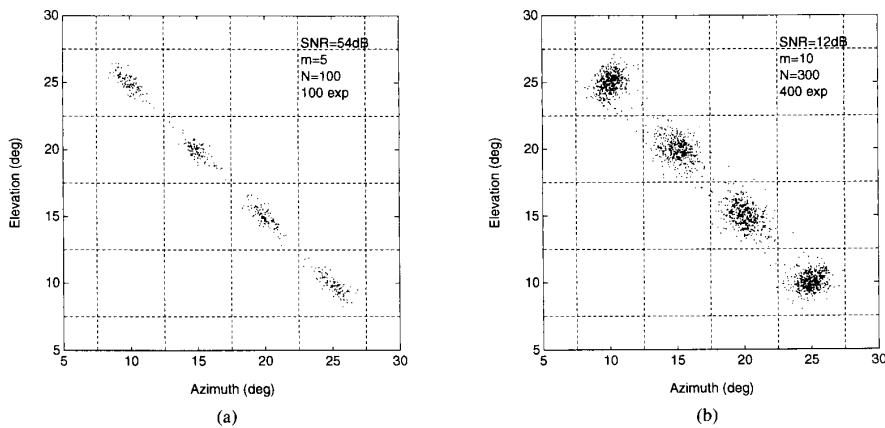 30
25
20
15
10
5
Elevation (deg)
SNR=54dB
m=5
N=100
100 exp
5 10 15 20 25 30
Azimuth (deg)
(a)
30
25
20
15
10
5
Elevation (deg)
SNR=12dB
m=10
N=300
400 exp
5 10 15 20 25 30
Azimuth (deg)
(b)